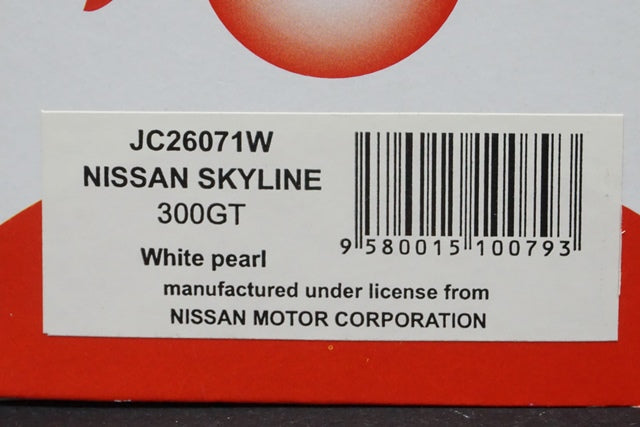 JC26071W
NISSAN SKYLINE
300GT
White pearl
manufactured under license from
NISSAN MOTOR CORPORATION
9 580015 100793